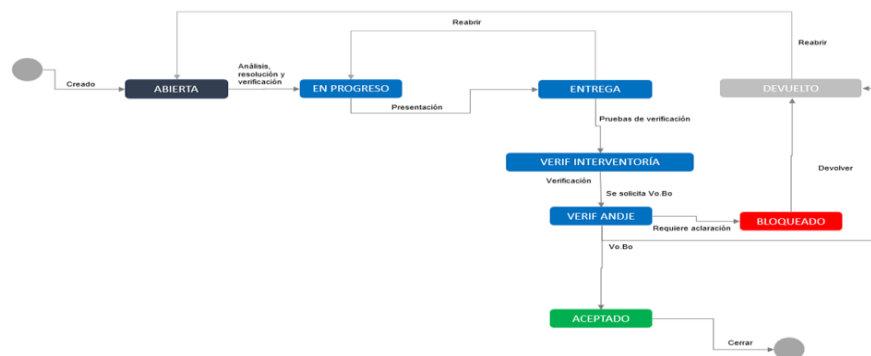 Reabrir
Reabrir
Creado
Análisis,
resolución y
verificación
ABIERTA
EN PROGRESO
ENTREGA
DEVUELTO
Presentación
Pruebas de verificación
VERIF INTERVENTORÍA
Devolver
Verificación
Se solicita Vo.Bo
VERIF ANDJE
BLOQUEADO
Requiere aclaración
Vo.Bo
ACEPTADO
Cerrar